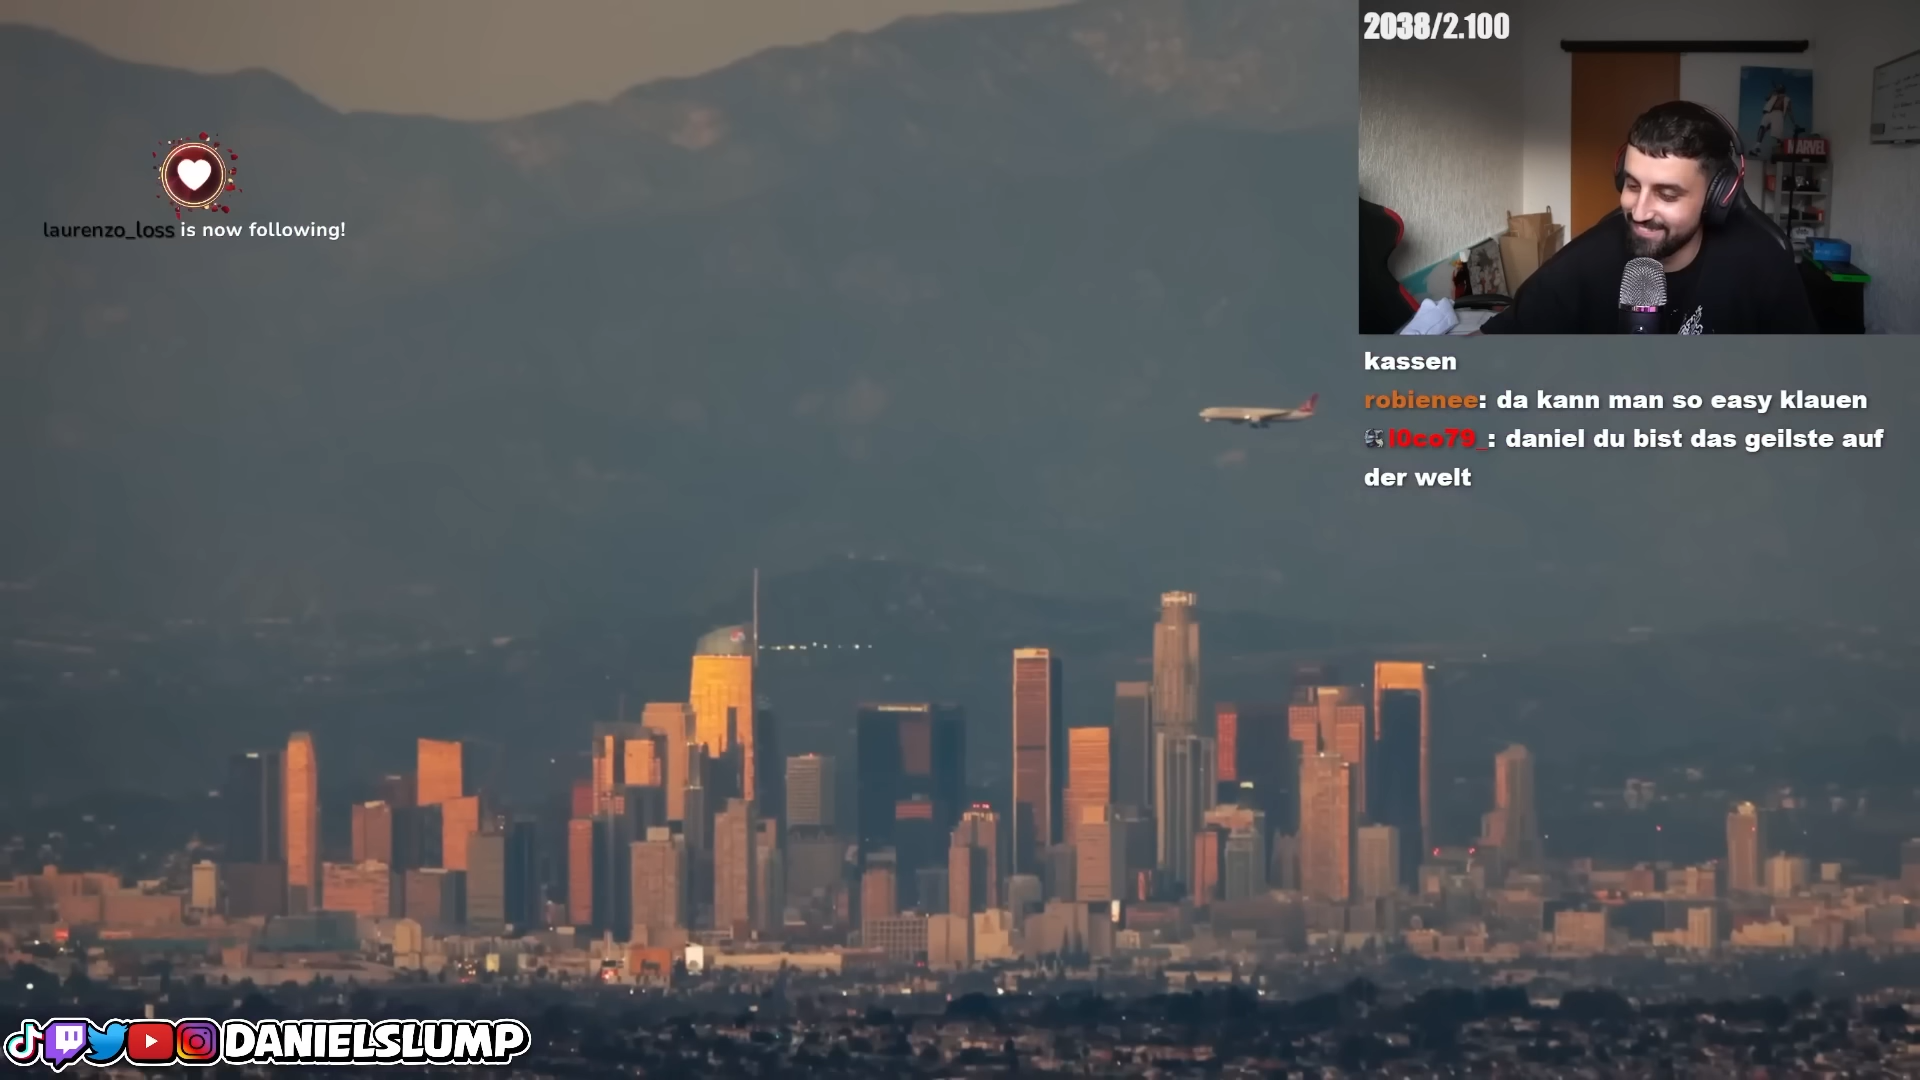 2038/2.100
MARVEL
laurenzo_loss is now following!
kassen
robienee: da kann man so easy klauen
l0co79_: daniel du bist das geilste auf
der welt
DANIELSLUMP